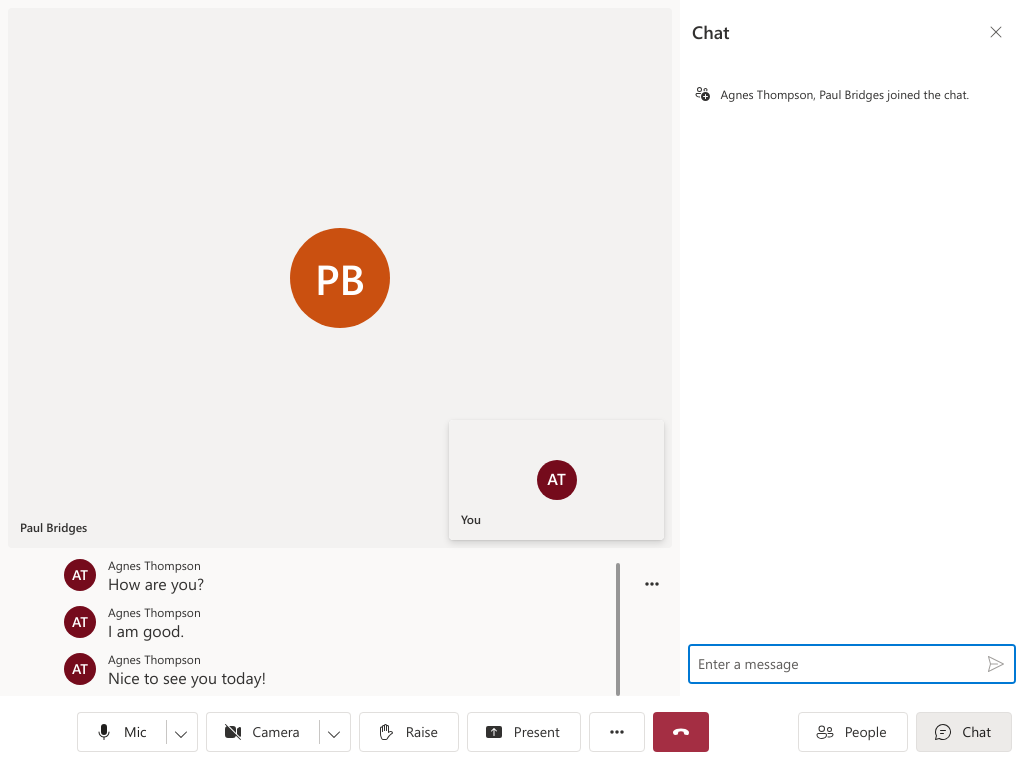 Chat
Agnes Thompson, Paul Bridges joined the chat.
PB
AT
You
Paul Bridges
AT
Agnes Thompson
How are you?
AT
Agnes Thompson
I am good.
AT
Agnes Thompson
Nice to see you today!
Enter a message
Mic
Camera
Raise
Present
People
Chat